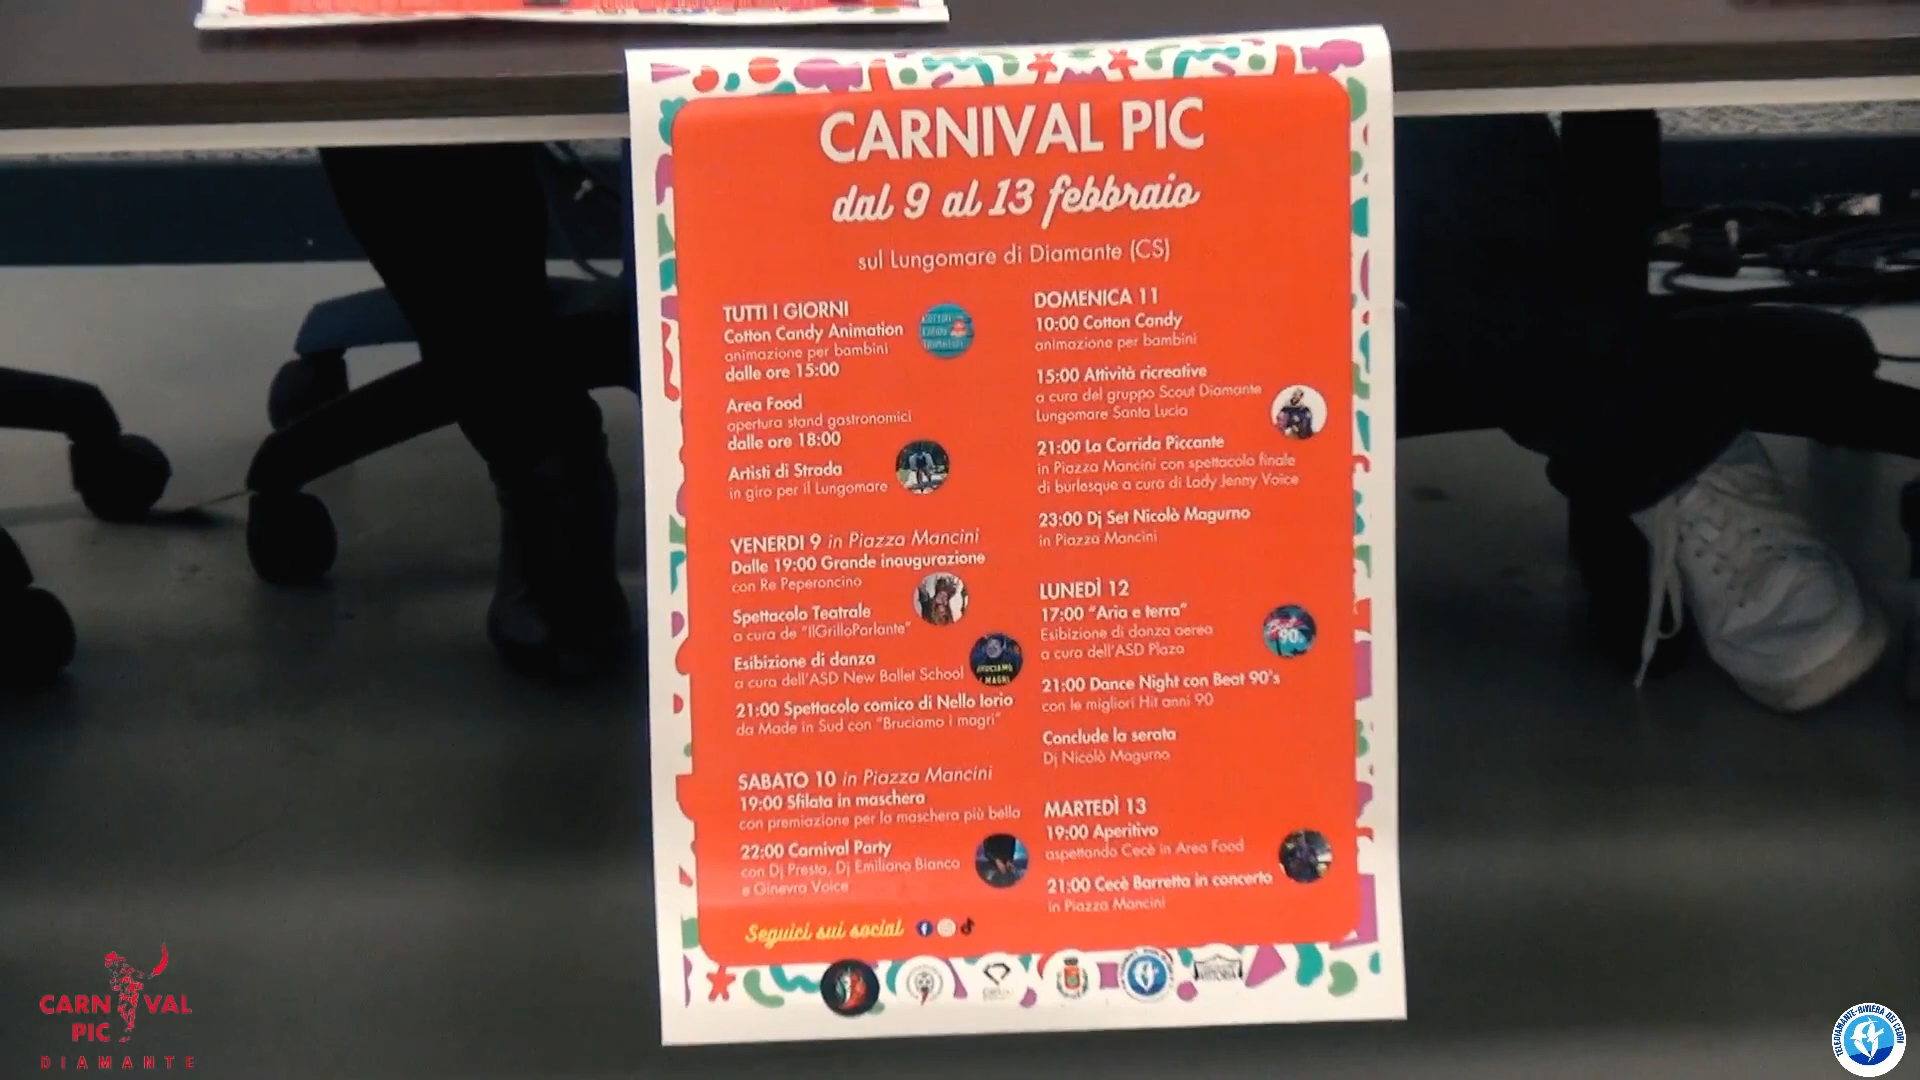 CARNIVAL PIC
dal 9 al 13 febbraio
sul Lungomare di Diamante (CS)
TUTTI I GIORNI
Cotton Candy Animation
animazione per bambini
dalle ore 15:00
Area Food
apertura stand gastronomici
dalle ore 18:00
Artisti di Strada
in giro per il Lungomare
VENERDI 9 in Piazza Mancini
Dalle 19:00 Grande inaugurazione
con Re Peperoncino
Spettacolo Teatrale
a cura de "IlGrilloParlante"
Esibizione di danza
a cura dell'ASD New Ballet School
21:00 Spettacolo comico di Nello Iorio
da Made in Sud con "Bruciamo i magri"
SABATO 10 in Piazza Mancini
19:00 Sfilata in maschera
con premiazione per la maschera più bella
22:00 Carnival Party
con Dj Presta, Dj Emiliano Bianco
e Ginevra Voice
DOMENICA 11
10:00 Cotton Candy
animazione per bambini
15:00 Attività ricreative
a cura del gruppo Scout Diamante
Lungomare Santa Lucia
21:00 La Corrida Piccante
in Piazza Mancini con spettacolo finale
di burlesque a cura di Lady Jenny Voice
23:00 Dj Set Nicolò Magurno
in Piazza Mancini
LUNEDÌ 12
17:00 "Aria e terra"
Esibizione di danza aerea
a cura dell'ASD Plaza
21:00 Dance Night con Beat 90's
con le migliori Hit anni 90
Conclude la serata
Dj Nicolò Magurno
MARTEDÌ 13
19:00 Aperitivo
aspettando Cecè in Area Food
21:00 Cecè Barretta in concerto
in Piazza Mancini
Seguici sui social
CARNIVAL
PIC
DIAMANTE
TELEDIAMANTE-RIVIERA DEI CEDRI